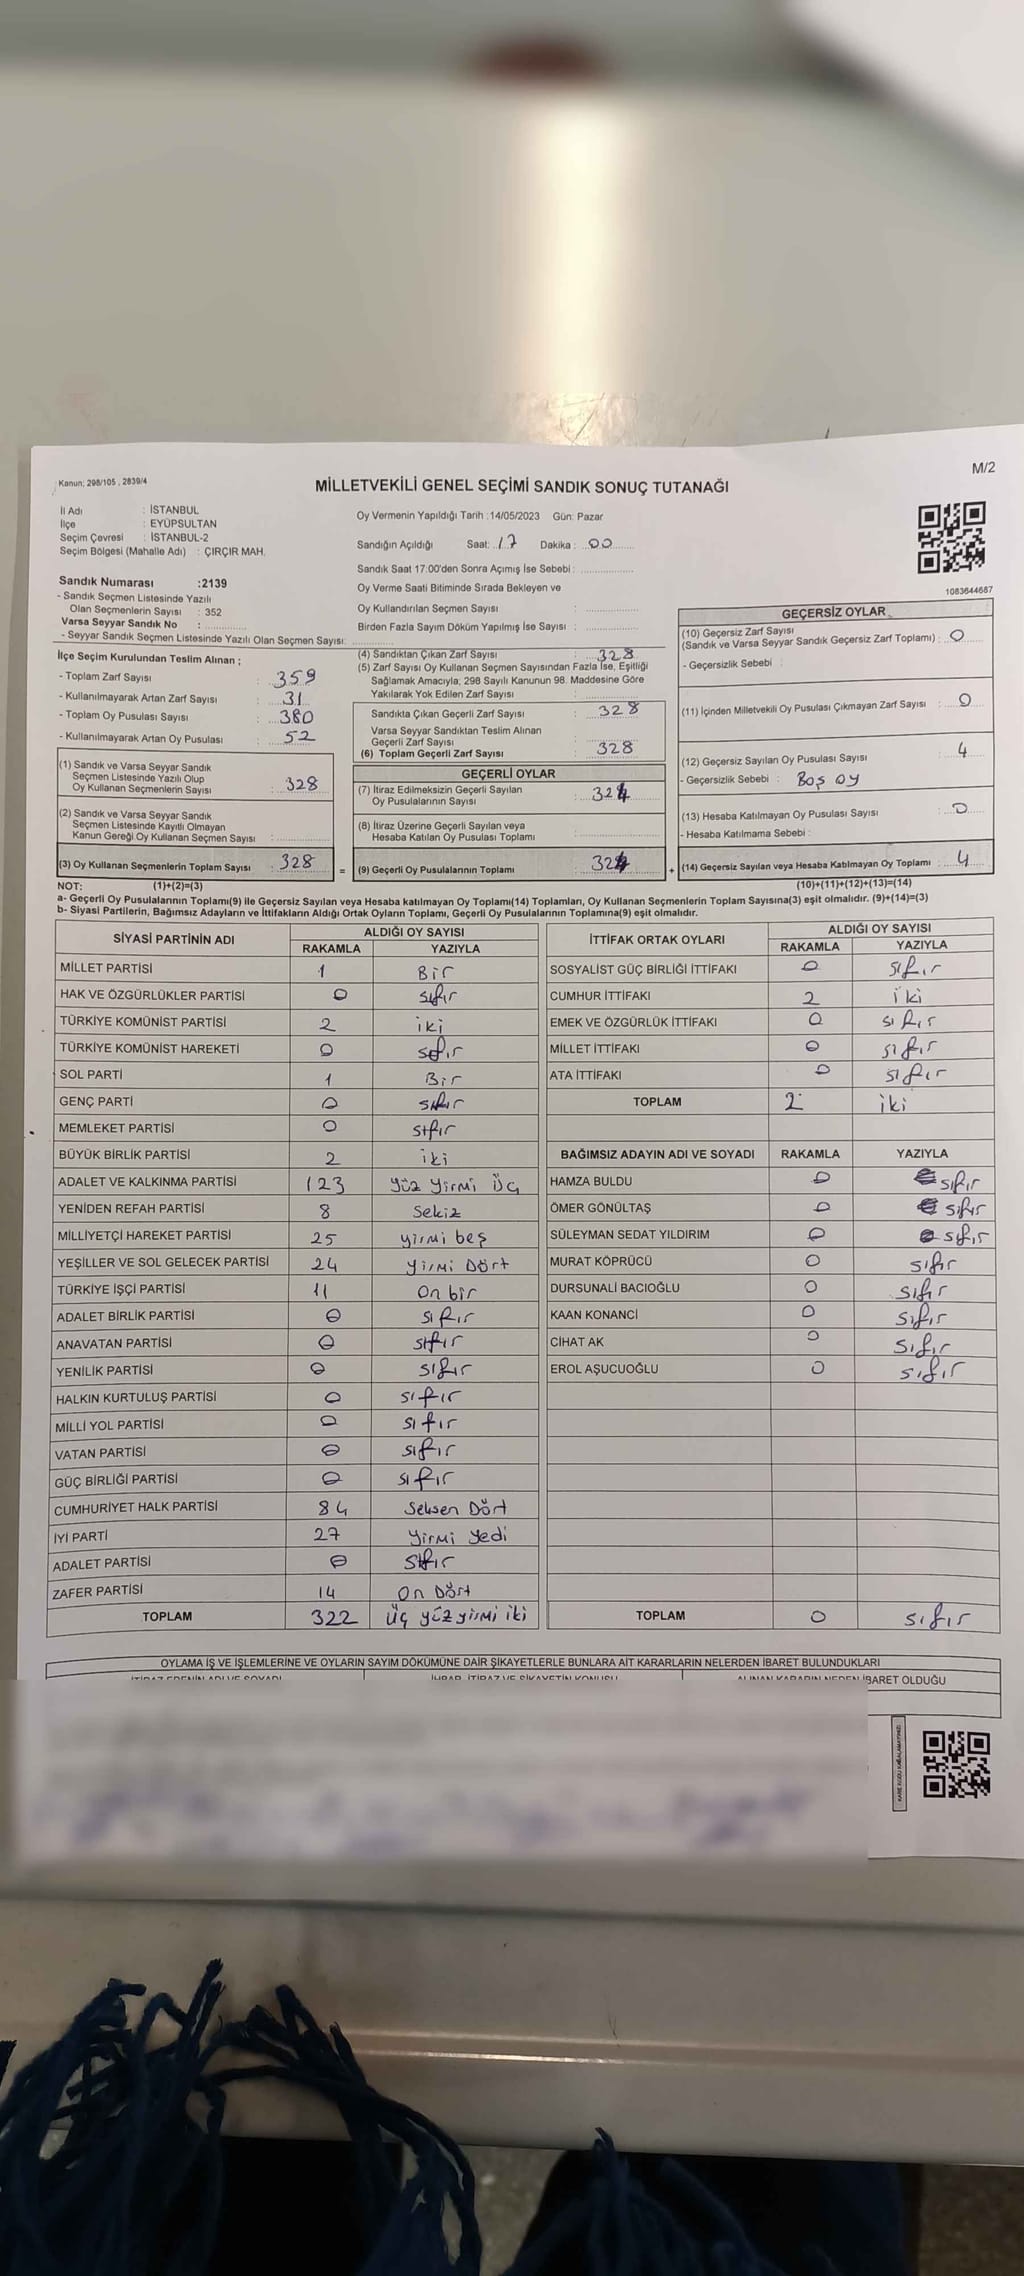 M/2
Kanun; 298/105 , 2839/4
MİLLETVEKİLİ GENEL SEÇİMİ SANDIK SONUÇ TUTANAĞI
İl Adı : İSTANBUL
İlçe : EYÜPSULTAN
Seçim Çevresi : İSTANBUL-2
Seçim Bölgesi (Mahalle Adı) : ÇIRÇIR MAH.
Sandık Numarası :2139
- Sandık Seçmen Listesinde Yazılı
Olan Seçmenlerin Sayısı : 352
Varsa Seyyar Sandık No :
- Seyyar Sandık Seçmen Listesinde Yazılı Olan Seçmen Sayısı:
İlçe Seçim Kurulundan Teslim Alınan ;
- Toplam Zarf Sayısı : 359
- Kullanılmayarak Artan Zarf Sayısı : 31
- Toplam Oy Pusulası Sayısı : 380
- Kullanılmayarak Artan Oy Pusulası : 52
(1) Sandık ve Varsa Seyyar Sandık
Seçmen Listesinde Yazılı Olup
Oy Kullanan Seçmenlerin Sayısı : 328
(2) Sandık ve Varsa Seyyar Sandık
Seçmen Listesinde Kayıtlı Olmayan
Kanun Gereği Oy Kullanan Seçmen Sayısı :
(3) Oy Kullanan Seçmenlerin Toplam Sayısı : 328 =
Oy Vermenin Yapıldığı Tarih :14/05/2023 Gün: Pazar
Sandığın Açıldığı Saat: 17 Dakika : 00
Sandık Saat 17:00'den Sonra Açımış İse Sebebi :
Oy Verme Saati Bitiminde Sırada Bekleyen ve
Oy Kullandırılan Seçmen Sayısı :
Birden Fazla Sayım Döküm Yapılmış İse Sayısı :
(4) Sandıktan Çıkan Zarf Sayısı : 328
(5) Zarf Sayısı Oy Kullanan Seçmen Sayısından Fazla İse, Eşitliği
Sağlamak Amacıyla; 298 Sayılı Kanunun 98. Maddesine Göre
Yakılarak Yok Edilen Zarf Sayısı :
Sandıkta Çıkan Geçerli Zarf Sayısı : 328
Varsa Seyyar Sandıktan Teslim Alınan
Geçerli Zarf Sayısı :
(6) Toplam Geçerli Zarf Sayısı : 328
GEÇERLİ OYLAR
(7) İtiraz Edilmeksizin Geçerli Sayılan
Oy Pusulalarının Sayısı : 324
(8) İtiraz Üzerine Geçerli Sayılan veya
Hesaba Katılan Oy Pusulası Toplamı :
(9) Geçerli Oy Pusulalarının Toplamı : 324 +
1083644687
GEÇERSİZ OYLAR
(10) Geçersiz Zarf Sayısı
(Sandık ve Varsa Seyyar Sandık Geçersiz Zarf Toplamı) : 0
- Geçersizlik Sebebi :
(11) İçinden Milletvekili Oy Pusulası Çıkmayan Zarf Sayısı : 0
(12) Geçersiz Sayılan Oy Pusulası Sayısı : 4
- Geçersizlik Sebebi : Boş oy
(13) Hesaba Katılmayan Oy Pusulası Sayısı : 0
- Hesaba Katılmama Sebebi :
(14) Geçersiz Sayılan veya Hesaba Katılmayan Oy Toplamı : 4
NOT: (1)+(2)=(3) (10)+(11)+(12)+(13)=(14)
a- Geçerli Oy Pusulalarının Toplamı(9) ile Geçersiz Sayılan veya Hesaba katılmayan Oy Toplamı(14) Toplamları, Oy Kullanan Seçmenlerin Toplam Sayısına(3) eşit olmalıdır. (9)+(14)=(3)
b- Siyasi Partilerin, Bağımsız Adayların ve İttifakların Aldığı Ortak Oyların Toplamı, Geçerli Oy Pusulalarının Toplamına(9) eşit olmalıdır.
SİYASİ PARTİNİN ADI ALDIĞI OY SAYISI
RAKAMLA YAZIYLA
MİLLET PARTİSİ 1 Bir
HAK VE ÖZGÜRLÜKLER PARTİSİ 0 sıfır
TÜRKİYE KOMÜNİST PARTİSİ 2 iki
TÜRKİYE KOMÜNİST HAREKETİ 0 sıfır
SOL PARTİ 1 Bir
GENÇ PARTİ 0 sıfır
MEMLEKET PARTİSİ 0 sıfır
BÜYÜK BİRLİK PARTİSİ 2 iki
ADALET VE KALKINMA PARTİSİ 123 yüz yirmi üç
YENİDEN REFAH PARTİSİ 8 Sekiz
MİLLİYETÇİ HAREKET PARTİSİ 25 yirmi beş
YEŞİLLER VE SOL GELECEK PARTİSİ 24 yirmi Dört
TÜRKİYE İŞÇİ PARTİSİ 11 On bir
ADALET BİRLİK PARTİSİ 0 sıfır
ANAVATAN PARTİSİ 0 sıfır
YENİLİK PARTİSİ 0 sıfır
HALKIN KURTULUŞ PARTİSİ 0 sıfır
MİLLİ YOL PARTİSİ 0 sıfır
VATAN PARTİSİ 0 sıfır
GÜÇ BİRLİĞİ PARTİSİ 0 sıfır
CUMHURİYET HALK PARTİSİ 84 Seksen Dört
İYİ PARTİ 27 yirmi yedi
ADALET PARTİSİ 0 sıfır
ZAFER PARTİSİ 14 On Dört
TOPLAM 322 üç yüz yirmi iki
İTTİFAK ORTAK OYLARI ALDIĞI OY SAYISI
RAKAMLA YAZIYLA
SOSYALİST GÜÇ BİRLİĞİ İTTİFAKI 0 sıfır
CUMHUR İTTİFAKI 2 iki
EMEK VE ÖZGÜRLÜK İTTİFAKI 0 sıfır
MİLLET İTTİFAKI 0 sıfır
ATA İTTİFAKI 0 sıfır
TOPLAM 2 iki
BAĞIMSIZ ADAYIN ADI VE SOYADI RAKAMLA YAZIYLA
HAMZA BULDU 0 sıfır
ÖMER GÖNÜLTAŞ 0 sıfır
SÜLEYMAN SEDAT YILDIRIM 0 sıfır
MURAT KÖPRÜCÜ 0 sıfır
DURSUNALİ BACIOĞLU 0 sıfır
KAAN KONANCİ 0 sıfır
CİHAT AK 0 sıfır
EROL AŞUCUOĞLU 0 sıfır
TOPLAM 0 sıfır
OYLAMA İŞ VE İŞLEMLERİNE VE OYLARIN SAYIM DÖKÜMÜNE DAİR ŞİKAYETLERLE BUNLARA AİT KARARLARIN NELERDEN İBARET BULUNDUKLARI
İTİRAZ EDENİN ADI VE SOYADI İHBAR, İTİRAZ VE ŞİKAYETİN KONUSU ALINAN KARARIN NEDEN İBARET OLDUĞU